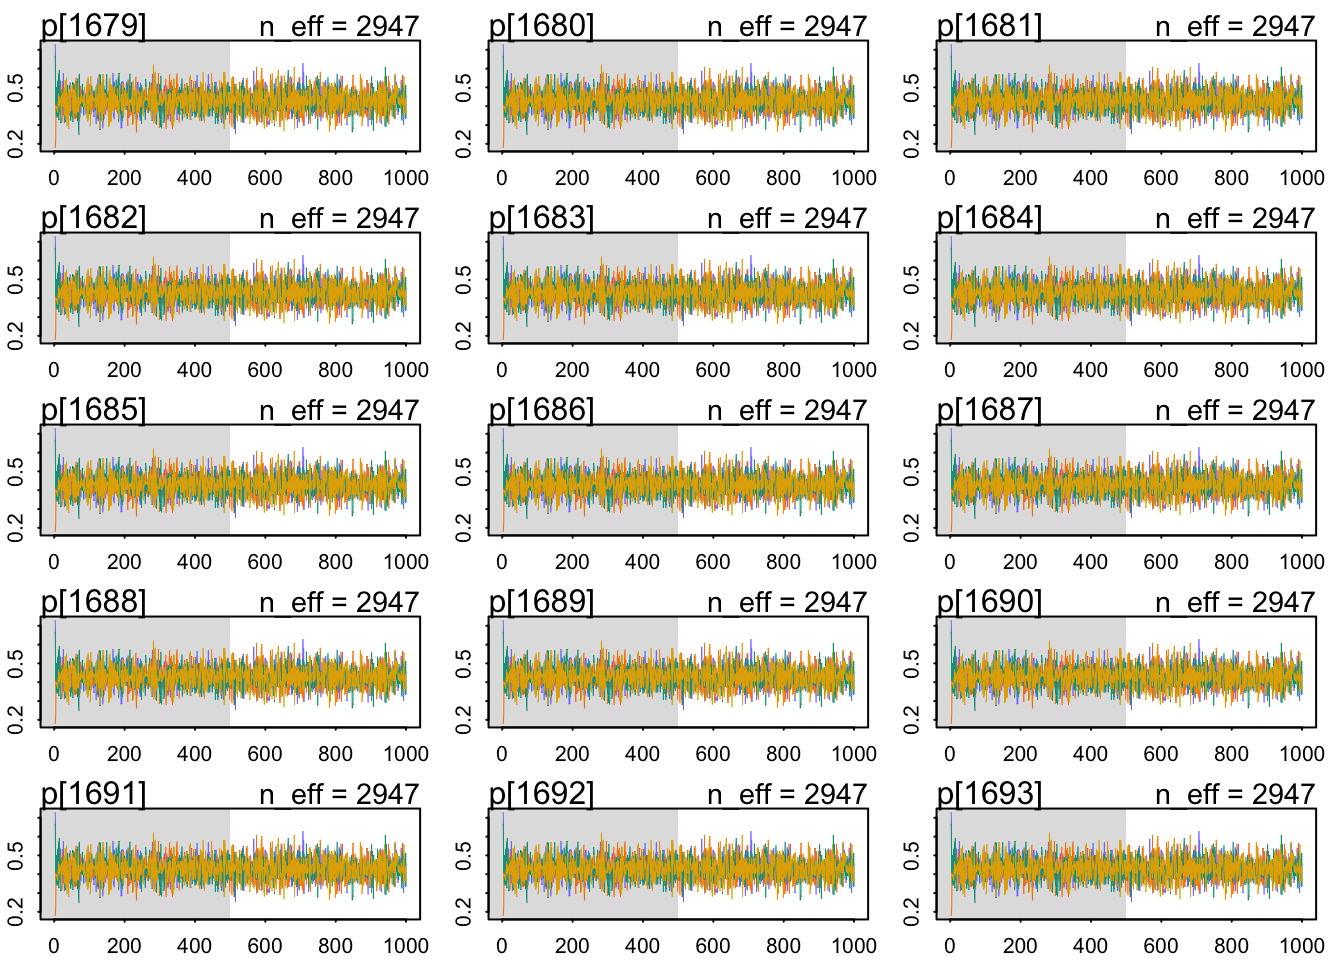 p[1679] n_eff = 2947 p[1680] n_eff = 2947 p[1681] n_eff = 2947
0.2 0.5 0.2 0.5 0.2 0.5
0 200 400 600 800 1000 0 200 400 600 800 1000 0 200 400 600 800 1000
p[1682] n_eff = 2947 p[1683] n_eff = 2947 p[1684] n_eff = 2947
0.2 0.5 0.2 0.5 0.2 0.5
0 200 400 600 800 1000 0 200 400 600 800 1000 0 200 400 600 800 1000
p[1685] n_eff = 2947 p[1686] n_eff = 2947 p[1687] n_eff = 2947
0.2 0.5 0.2 0.5 0.2 0.5
0 200 400 600 800 1000 0 200 400 600 800 1000 0 200 400 600 800 1000
p[1688] n_eff = 2947 p[1689] n_eff = 2947 p[1690] n_eff = 2947
0.2 0.5 0.2 0.5 0.2 0.5
0 200 400 600 800 1000 0 200 400 600 800 1000 0 200 400 600 800 1000
p[1691] n_eff = 2947 p[1692] n_eff = 2947 p[1693] n_eff = 2947
0.2 0.5 0.2 0.5 0.2 0.5
0 200 400 600 800 1000 0 200 400 600 800 1000 0 200 400 600 800 1000